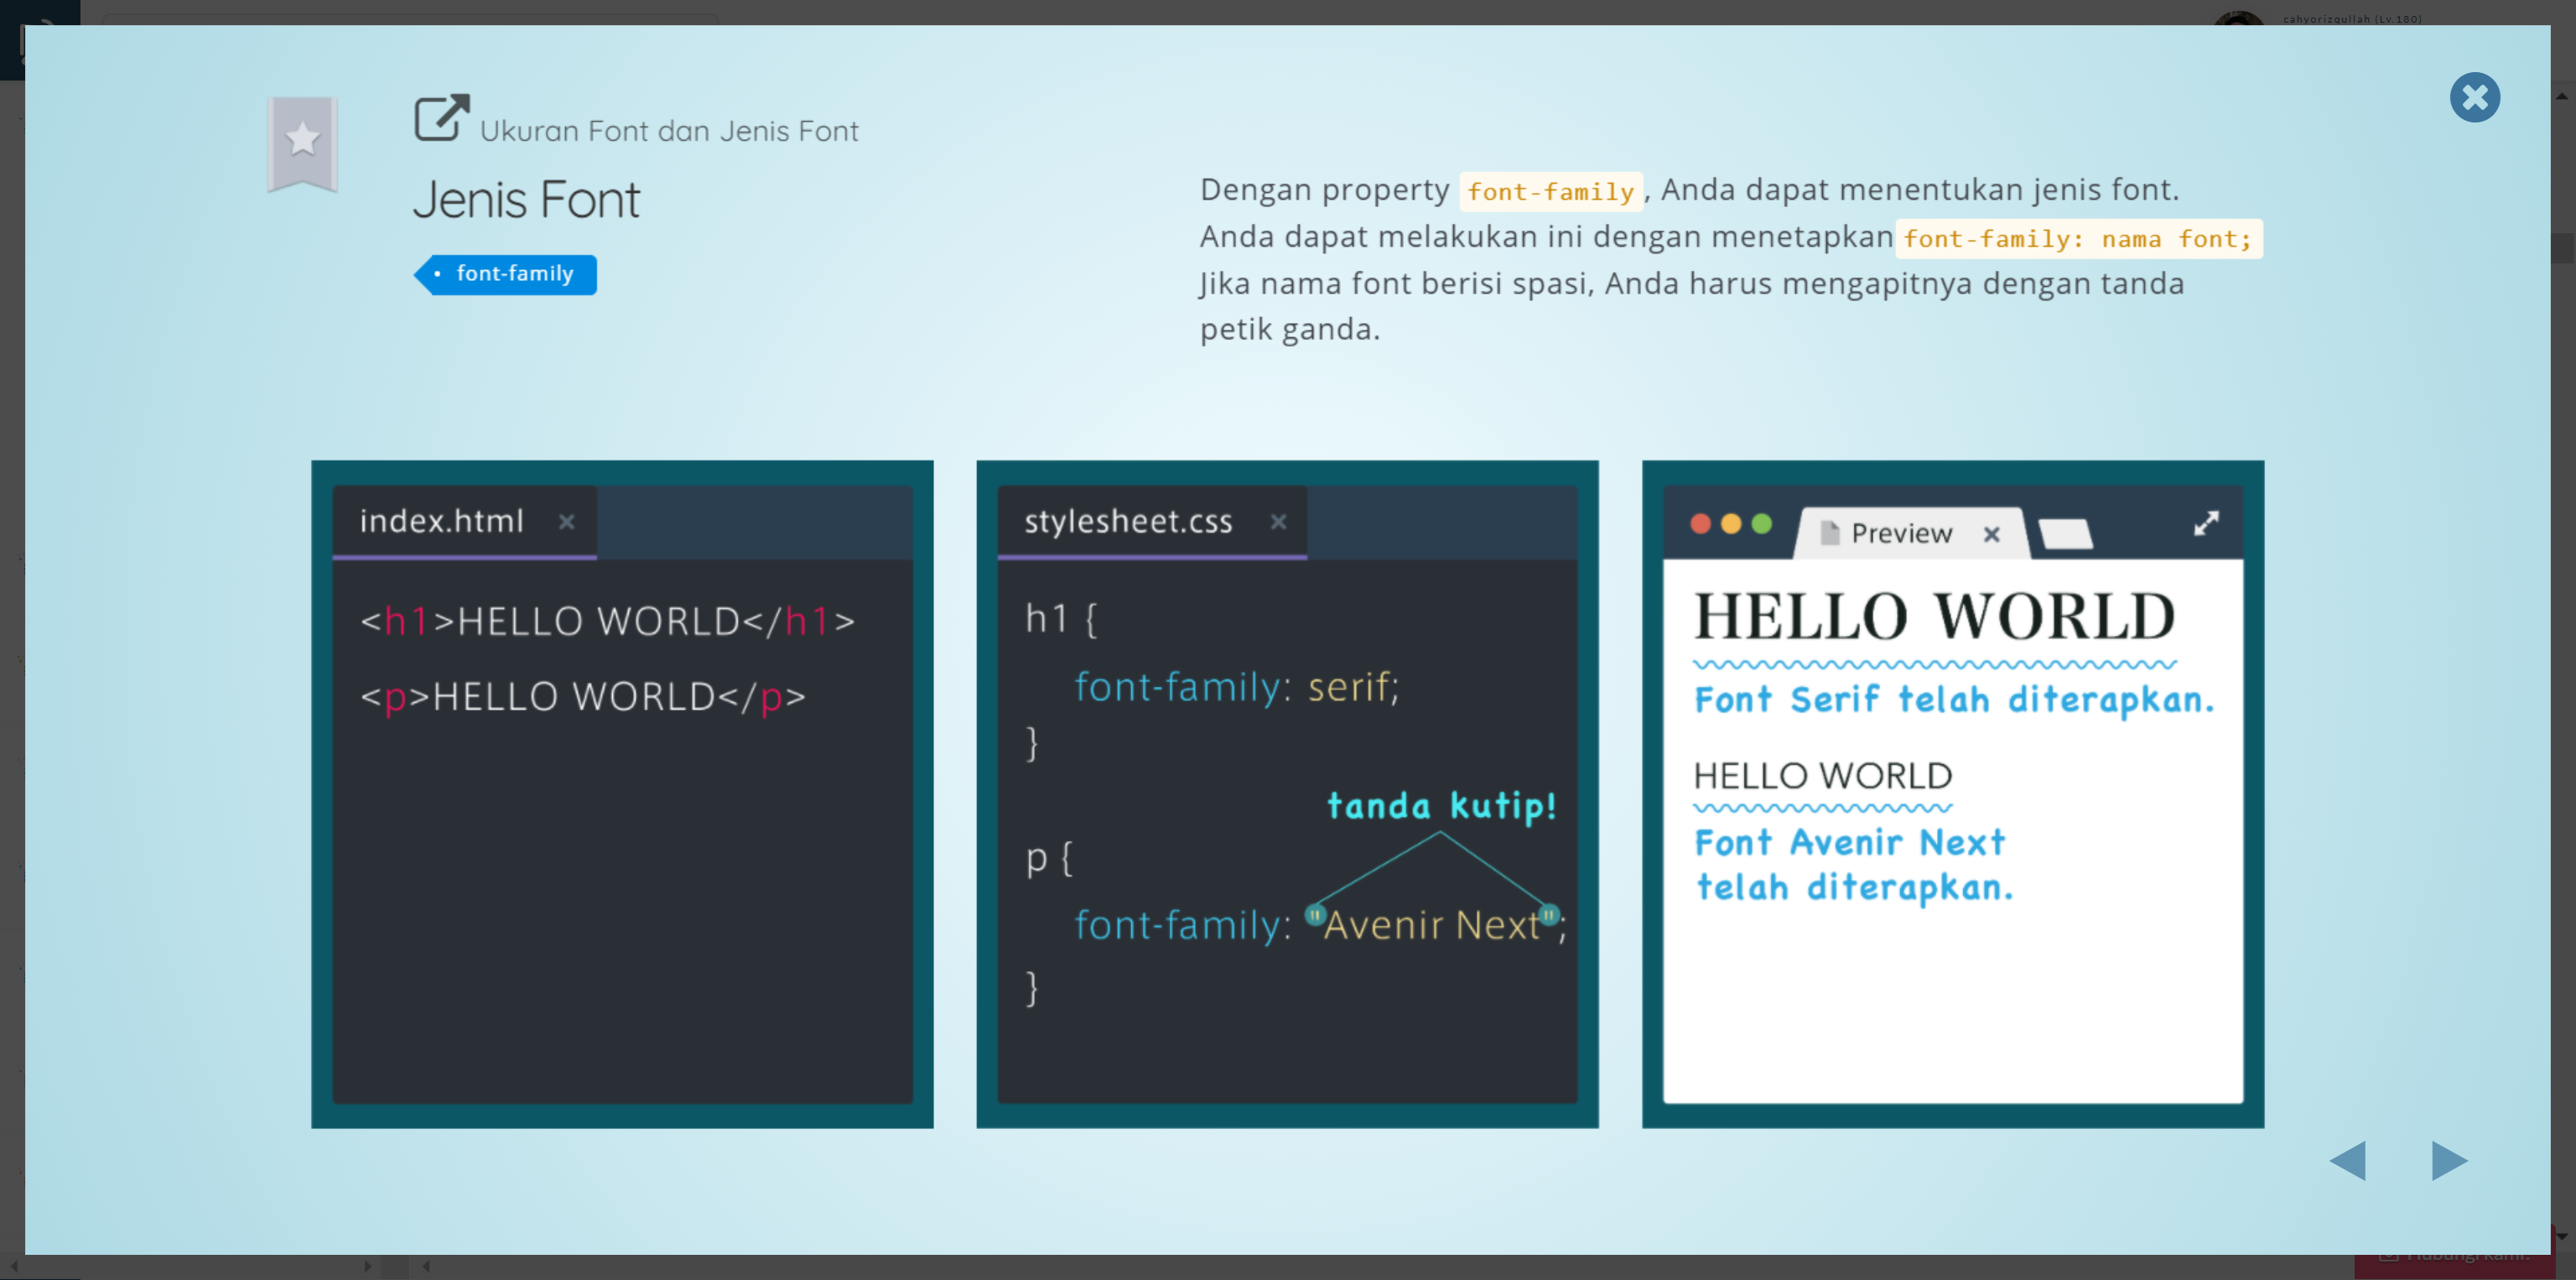 cahyorizqullah (Lv.180)
Ukuran Font dan Jenis Font
Jenis Font
font-family
Dengan property font-family, Anda dapat menentukan jenis font.
Anda dapat melakukan ini dengan menetapkan font-family: nama font;
Jika nama font berisi spasi, Anda harus mengapitnya dengan tanda
petik ganda.
index.html
<h1>HELLO WORLD</h1>
<p>HELLO WORLD</p>
stylesheet.css
h1 {
font-family: serif;
}
tanda kutip!
p {
font-family: "Avenir Next";
}
Preview
HELLO WORLD
Font Serif telah diterapkan.
HELLO WORLD
Font Avenir Next
telah diterapkan.